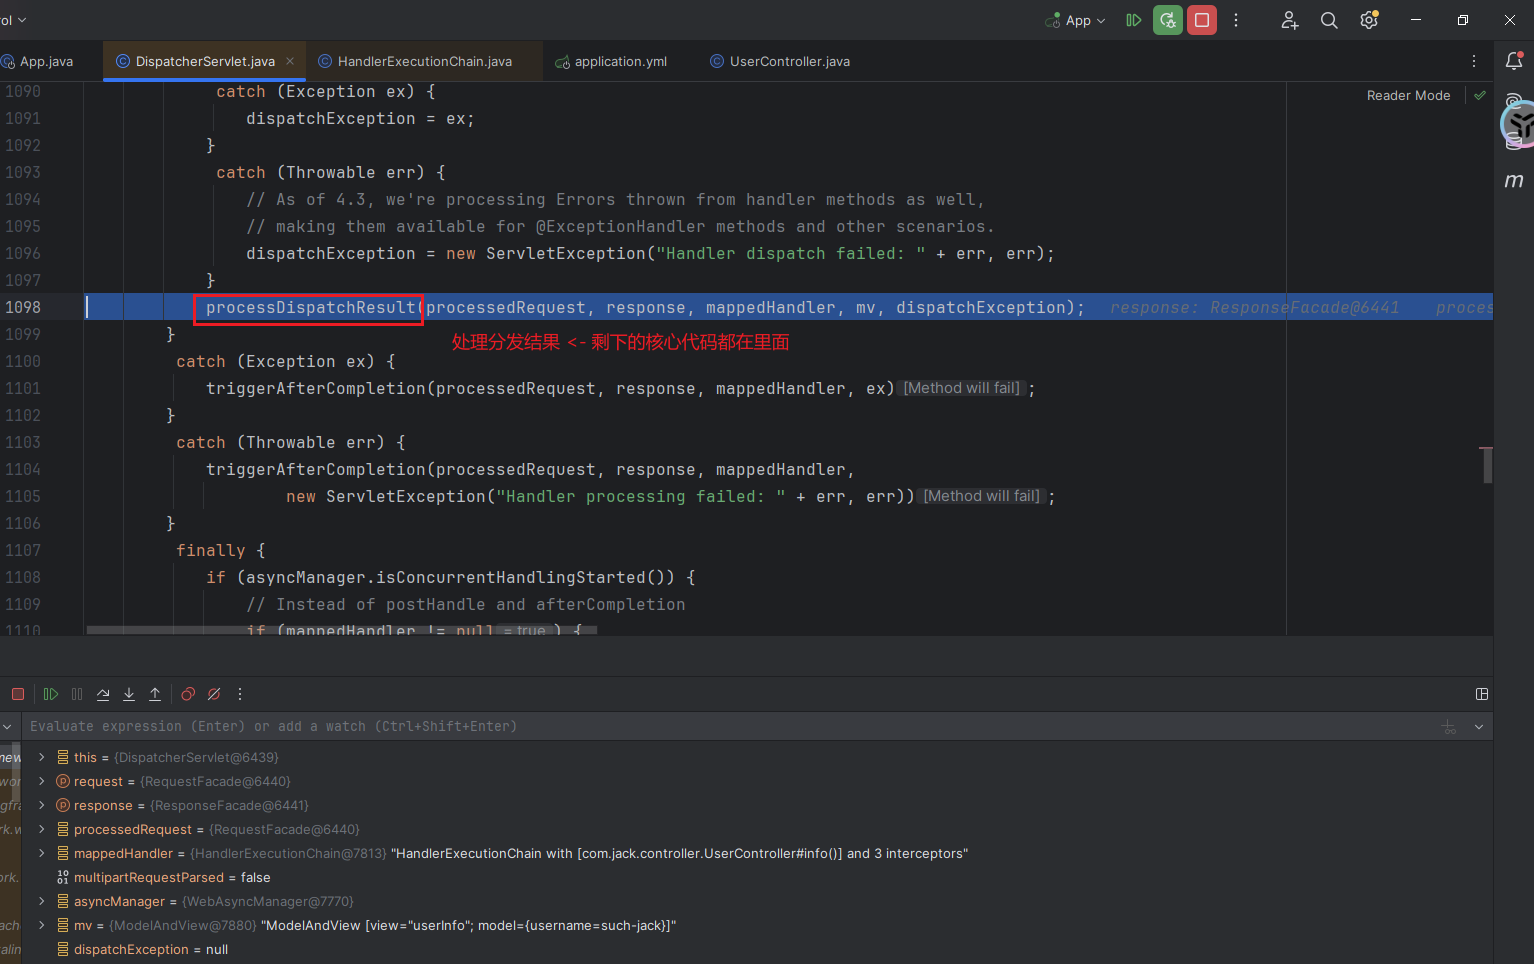 ol
App
App.java
DispatcherServlet.java
HandlerExecutionChain.java
application.yml
UserController.java
Reader Mode
1090 catch (Exception ex) {
1091 dispatchException = ex;
1092 }
1093 catch (Throwable err) {
1094 // As of 4.3, we're processing Errors thrown from handler methods as well,
1095 // making them available for @ExceptionHandler methods and other scenarios.
1096 dispatchException = new ServletException("Handler dispatch failed: " + err, err);
1097 }
1098 processDispatchResult(processedRequest, response, mappedHandler, mv, dispatchException); response: ResponseFacade@6441 proces
1099 }
处理分发结果 <- 剩下的核心代码都在里面
1100 catch (Exception ex) {
1101 triggerAfterCompletion(processedRequest, response, mappedHandler, ex) [Method will fail] ;
1102 }
1103 catch (Throwable err) {
1104 triggerAfterCompletion(processedRequest, response, mappedHandler,
1105 new ServletException("Handler processing failed: " + err, err)) [Method will fail] ;
1106 }
1107 finally {
1108 if (asyncManager.isConcurrentHandlingStarted()) {
1109 // Instead of postHandle and afterCompletion
1110 if (mappedHandler != null = true ) {
m
Evaluate expression (Enter) or add a watch (Ctrl+Shift+Enter)
this = {DispatcherServlet@6439}
request = {RequestFacade@6440}
response = {ResponseFacade@6441}
processedRequest = {RequestFacade@6440}
mappedHandler = {HandlerExecutionChain@7813} "HandlerExecutionChain with [com.jack.controller.UserController#info()] and 3 interceptors"
multipartRequestParsed = false
asyncManager = {WebAsyncManager@7770}
mv = {ModelAndView@7880} "ModelAndView [view="userInfo"; model={username=such-jack}]"
dispatchException = null